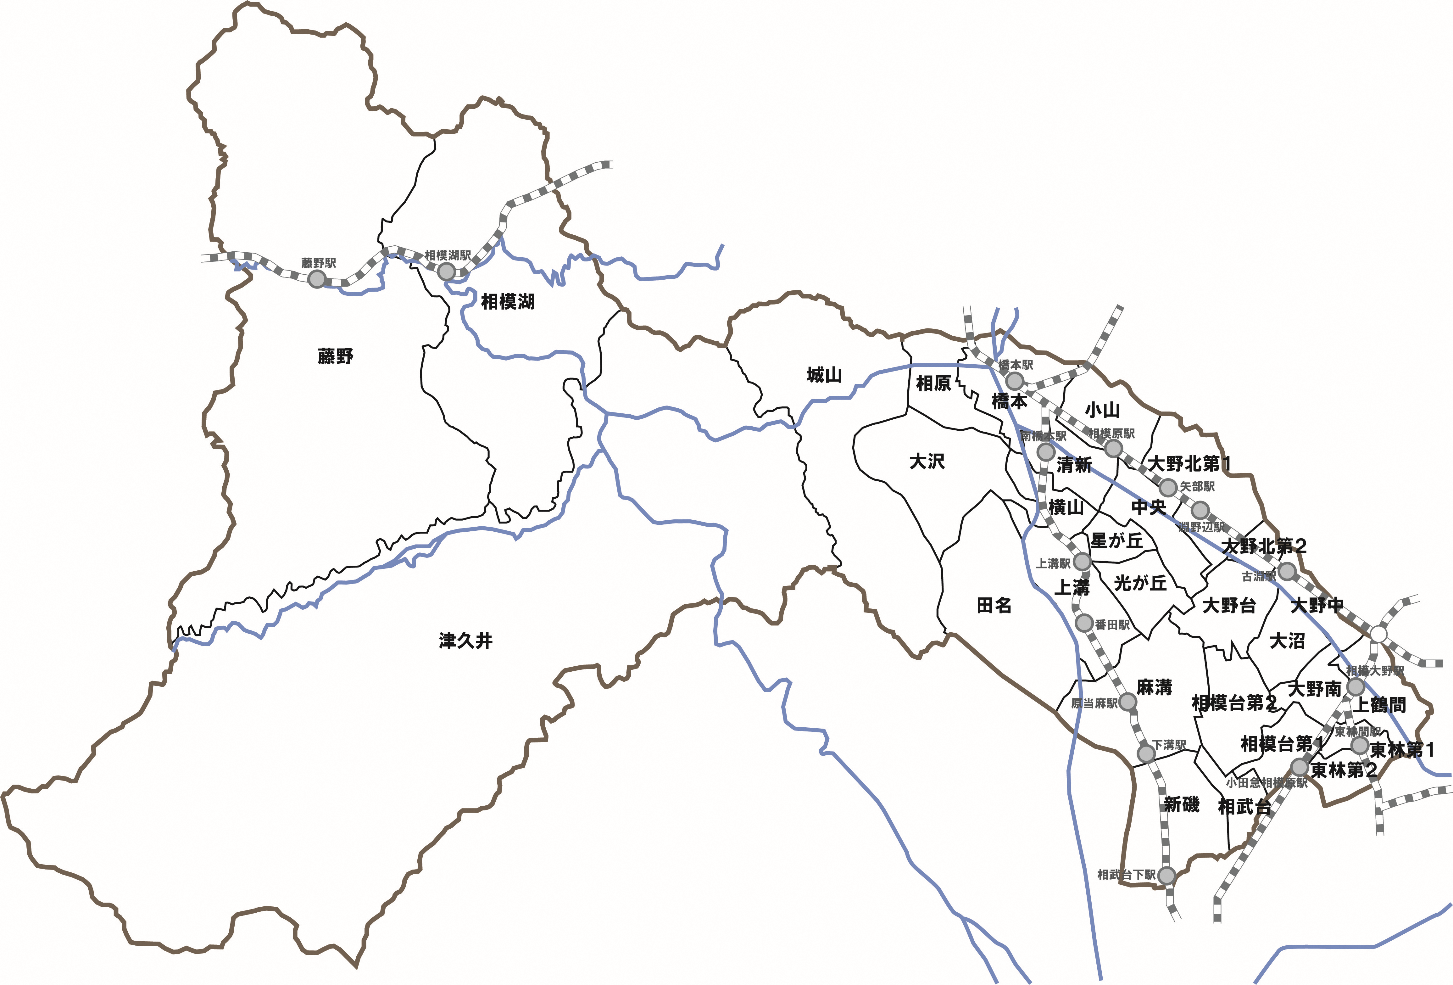 藤野駅
相模湖駅
相模湖
藤野
城山
相原
橋本駅
橋本
小山
南橋本駅
相模原駅
大沢
清新
大野北第1
矢部駅
横山
中央
淵野辺駅
星が丘
大野北第2
上溝駅
古淵駅
光が丘
上溝
田名
大野台
大野中
番田駅
大沼
津久井
相模大野駅
麻溝
大野南
原当麻駅
相模台第2
上鶴間
東林間駅
下溝駅
相模台第1
東林第1
東林第2
小田急相模原駅
新磯
相武台
相武台下駅